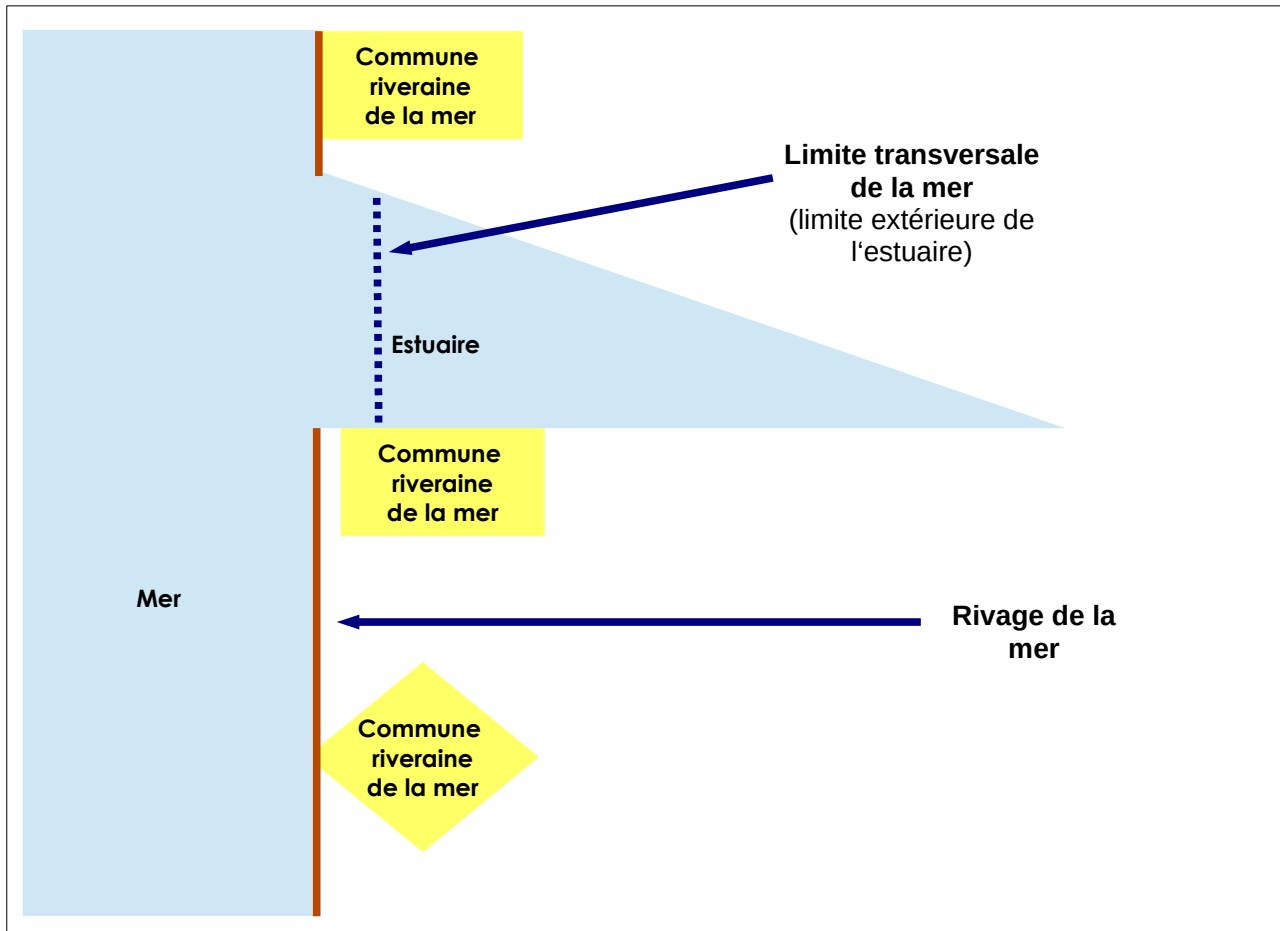 Commune
riveraine
de la mer
Limite transversale
de la mer
(limite extérieure de
l‘estuaire)
Estuaire
Commune
riveraine
de la mer
Mer
Rivage de la
mer
Commune
riveraine
de la mer